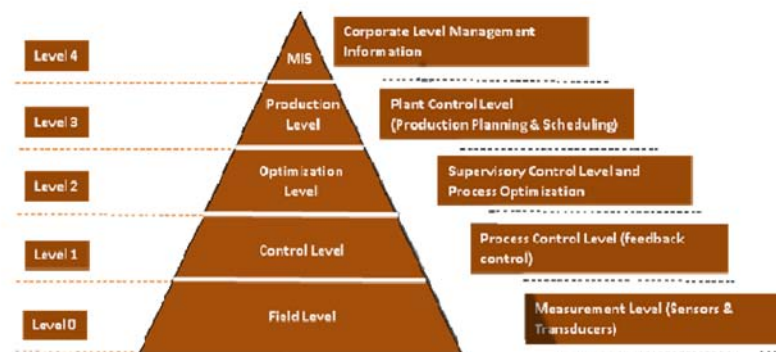 Level 4
MIS
Corporate Level Management
Information
Level 3
Production
Level
Plant Control Level
(Production Planning & Scheduling)
Level 2
Optimization
Level
Supervisory Control Level and
Process Optimization
Level 1
Control Level
Process Control Level (feedback
control)
Level 0
Field Level
Measurement Level (Sensors &
Transducers)